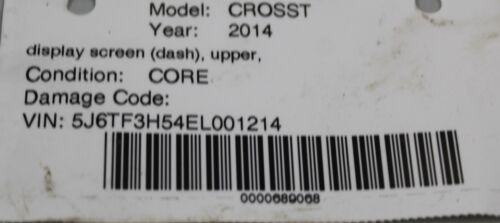 Model: CROSST
Year: 2014
display screen (dash), upper,
Condition: CORE
Damage Code:
VIN: 5J6TF3H54EL001214
0000689068